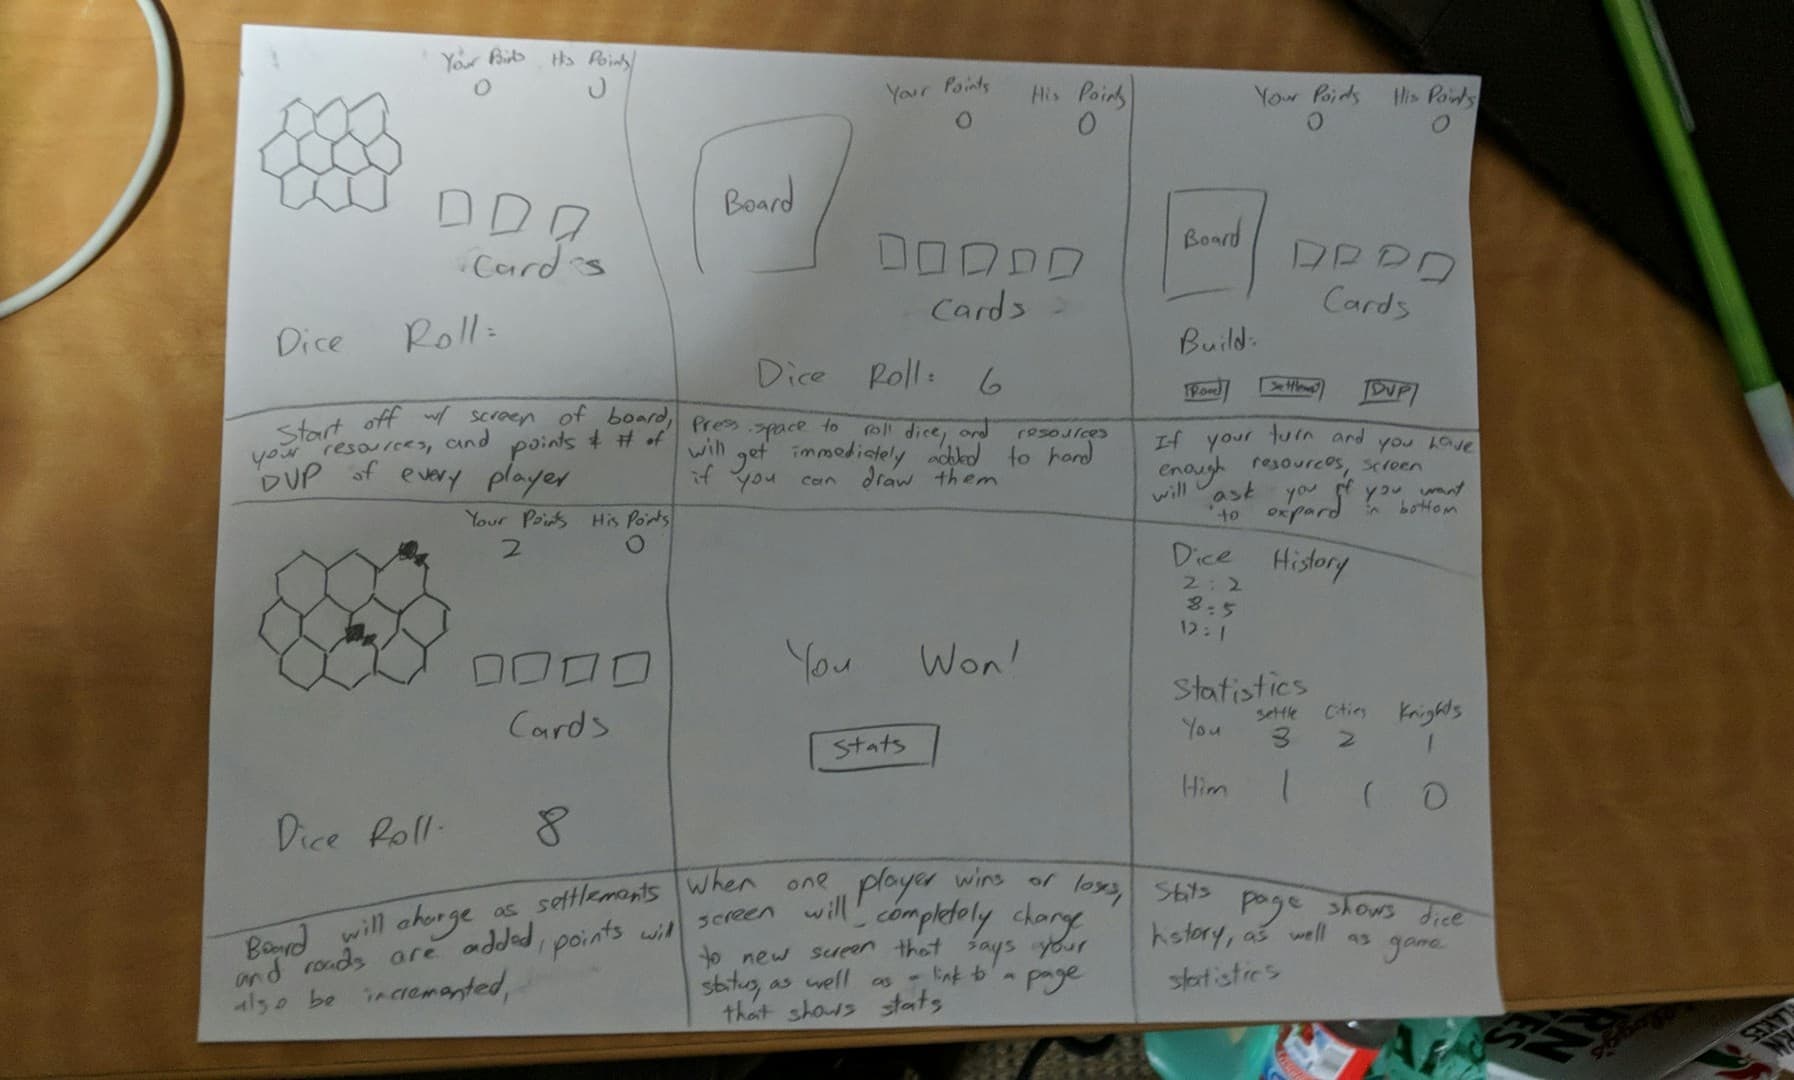 Your Points His Points
0 0
Cards
Dice Roll:
Start off w/ screen of board,
your resources, and points & # of
DVP of every player
Your Points His Points
0 0
Board
Cards
Dice Roll: 6
Press space to roll dice, and resources
will get immediately added to hand
if you can draw them
Your Points His Points
0 0
Board
Cards
Build:
Road Settlement DVP
If your turn and you have
enough resources, screen
will ask you if you want
to expand in bottom
Your Points His Points
2 0
Cards
Dice Roll: 8
Board will change as settlements
and roads are added, points will
also be incremented,
You Won!
Stats
When one player wins or loses,
screen will completely change
to new screen that says your
status, as well as a link to a page
that shows stats
Dice History
2: 2
8: 5
12: 1
Statistics
Settle Cities Knights
You 3 2 1
Him 1 1 0
Stats page shows dice
history, as well as game
statistics